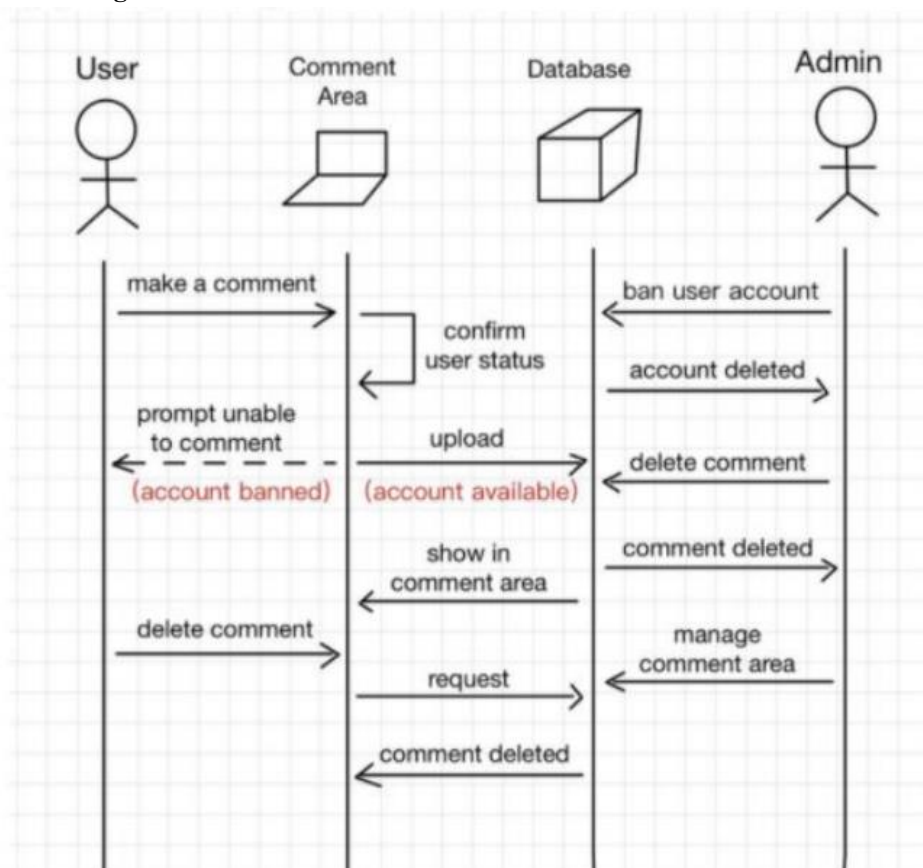 User
Comment
Area
Database
Admin
make a comment
confirm
user status
ban user account
account deleted
prompt unable
to comment
(account banned)
upload
(account available)
delete comment
show in
comment area
comment deleted
delete comment
manage
comment area
request
comment deleted